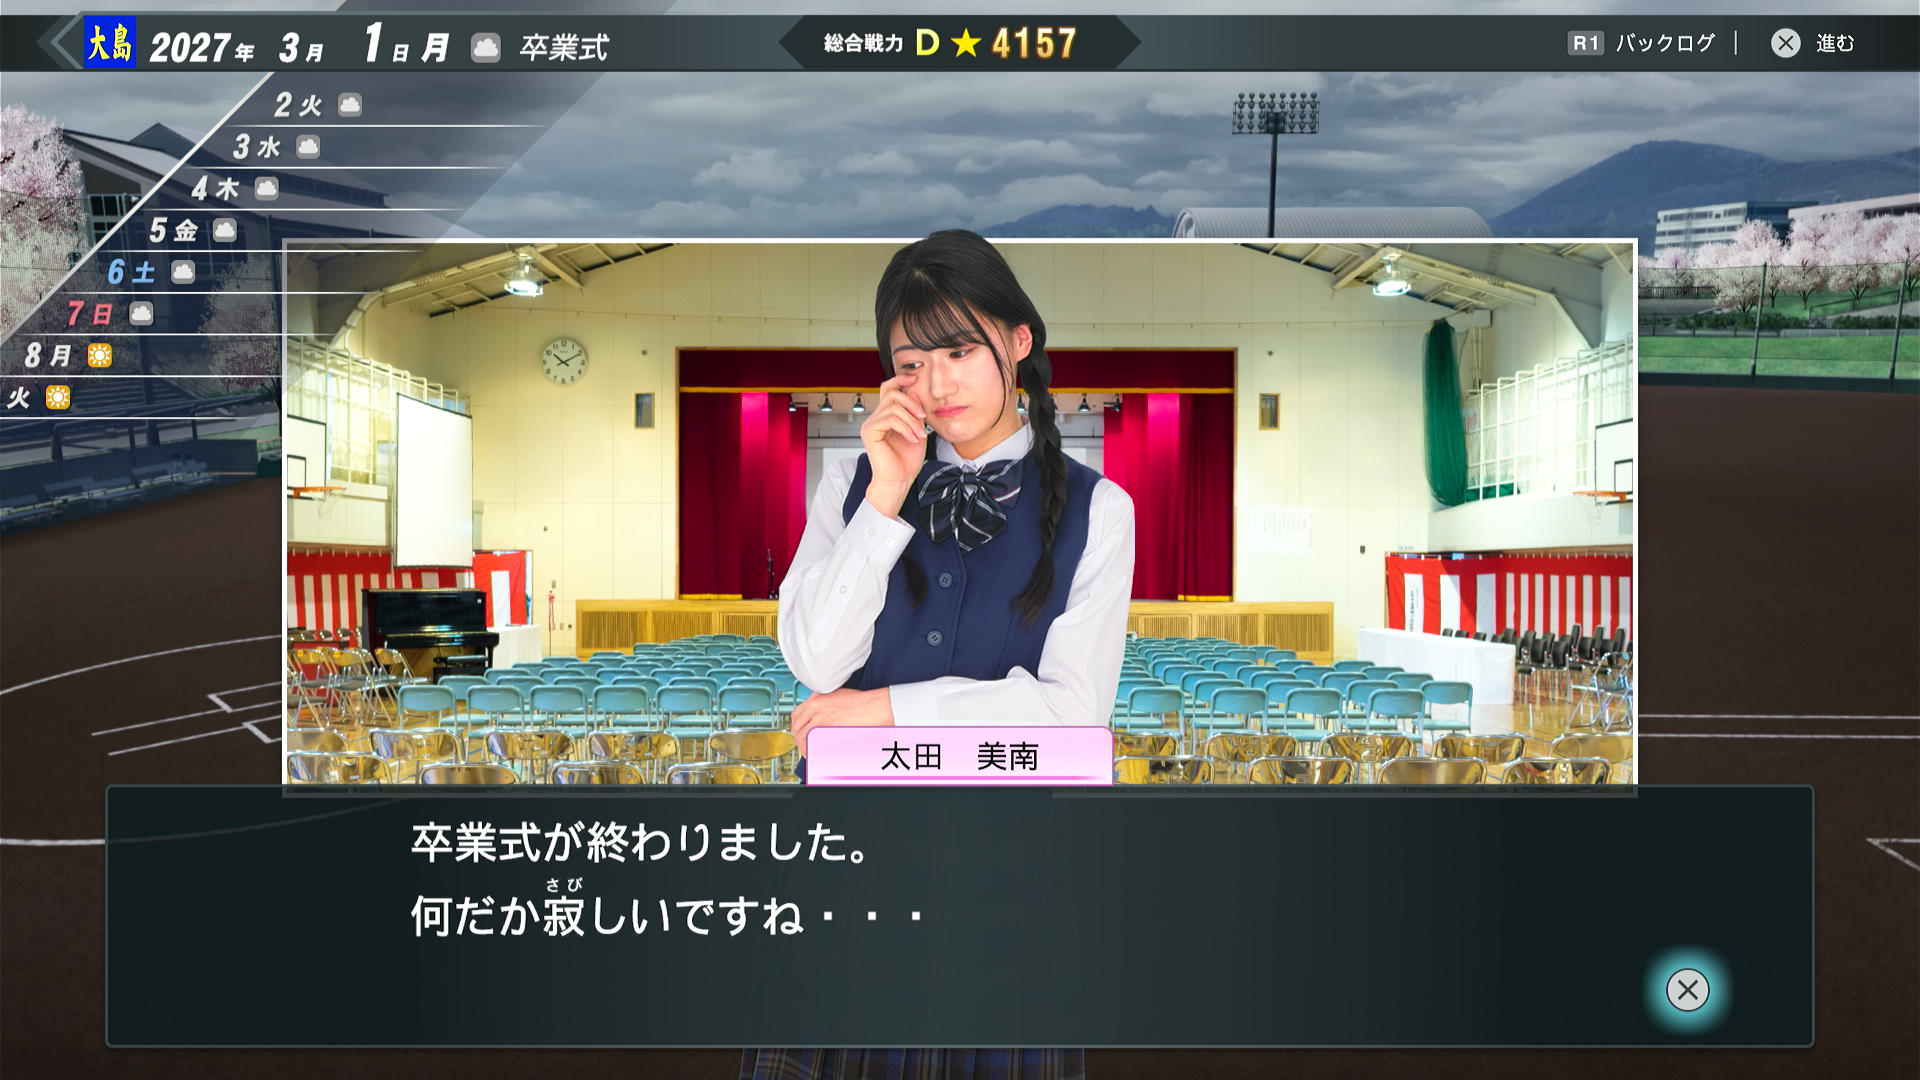 大島 2027年 3月 1日 月 卒業式
総合戦力 D ★ 4157
R1 バックログ | ✕ 進む
2 火
3 水
4 木
5 金
6 土
7 日
8 月
火
太田 美南
卒業式が終わりました。
さび
何だか寂しいですね・・・